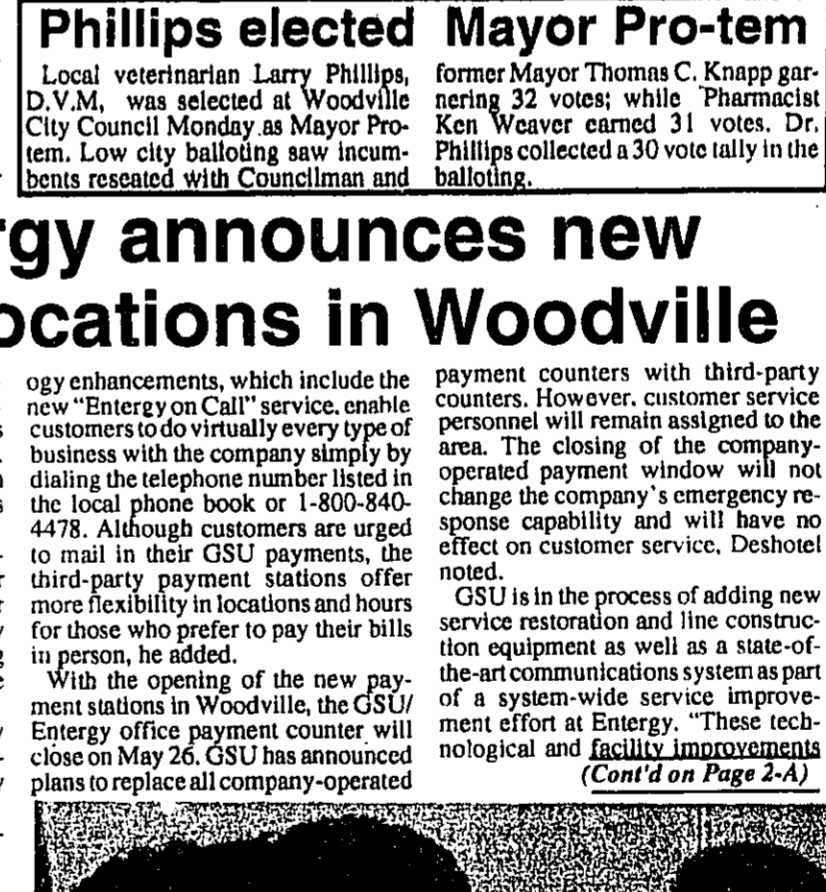 Phillips elected Mayor Pro-tem
Local veterinarian Larry Phillips,
D.V.M, was selected at Woodville
City Council Monday as Mayor Pro-
tem. Low city balloting saw incum-
bents reseated with Councilman and
former Mayor Thomas C. Knapp gar-
nering 32 votes; while Pharmacist
Ken Weaver earned 31 votes. Dr.
Phillips collected a 30 vote tally in the
balloting.
rgy announces new
ocations in Woodville
ogy enhancements, which include the
new "Entergy on Call" service, enable
customers to do virtually every type of
business with the company simply by
dialing the telephone number listed in
the local phone book or 1-800-840-
4478. Although customers are urged
to mail in their GSU payments, the
third-party payment stations offer
more flexibility in locations and hours
for those who prefer to pay their bills
in person, he added.
With the opening of the new pay-
ment stations in Woodville, the GSU/
Entergy office payment counter will
close on May 26. GSU has announced
plans to replace all company-operated
payment counters with third-party
counters. However, customer service
personnel will remain assigned to the
area. The closing of the company-
operated payment window will not
change the company's emergency re-
sponse capability and will have no
effect on customer service, Deshotel
noted.
GSU is in the process of adding new
service restoration and line construc-
tion equipment as well as a state-of-
the-art communications system as part
of a system-wide service improve-
ment effort at Entergy. "These tech-
nological and facility improvements
(Cont'd on Page 2-A)